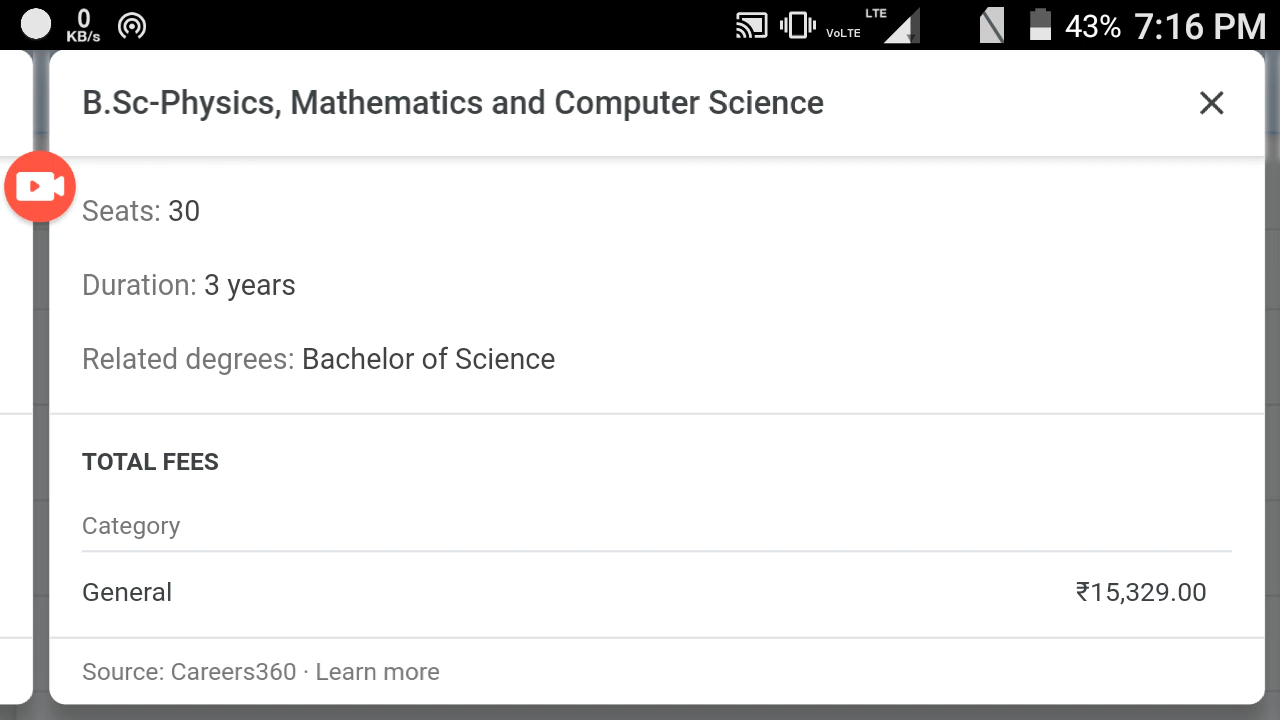 0
KB/s
VoLTE
LTE
43% 7:16 PM
B.Sc-Physics, Mathematics and Computer Science
Seats: 30
Duration: 3 years
Related degrees: Bachelor of Science
TOTAL FEES
Category
General ₹15,329.00
Source: Careers360 · Learn more